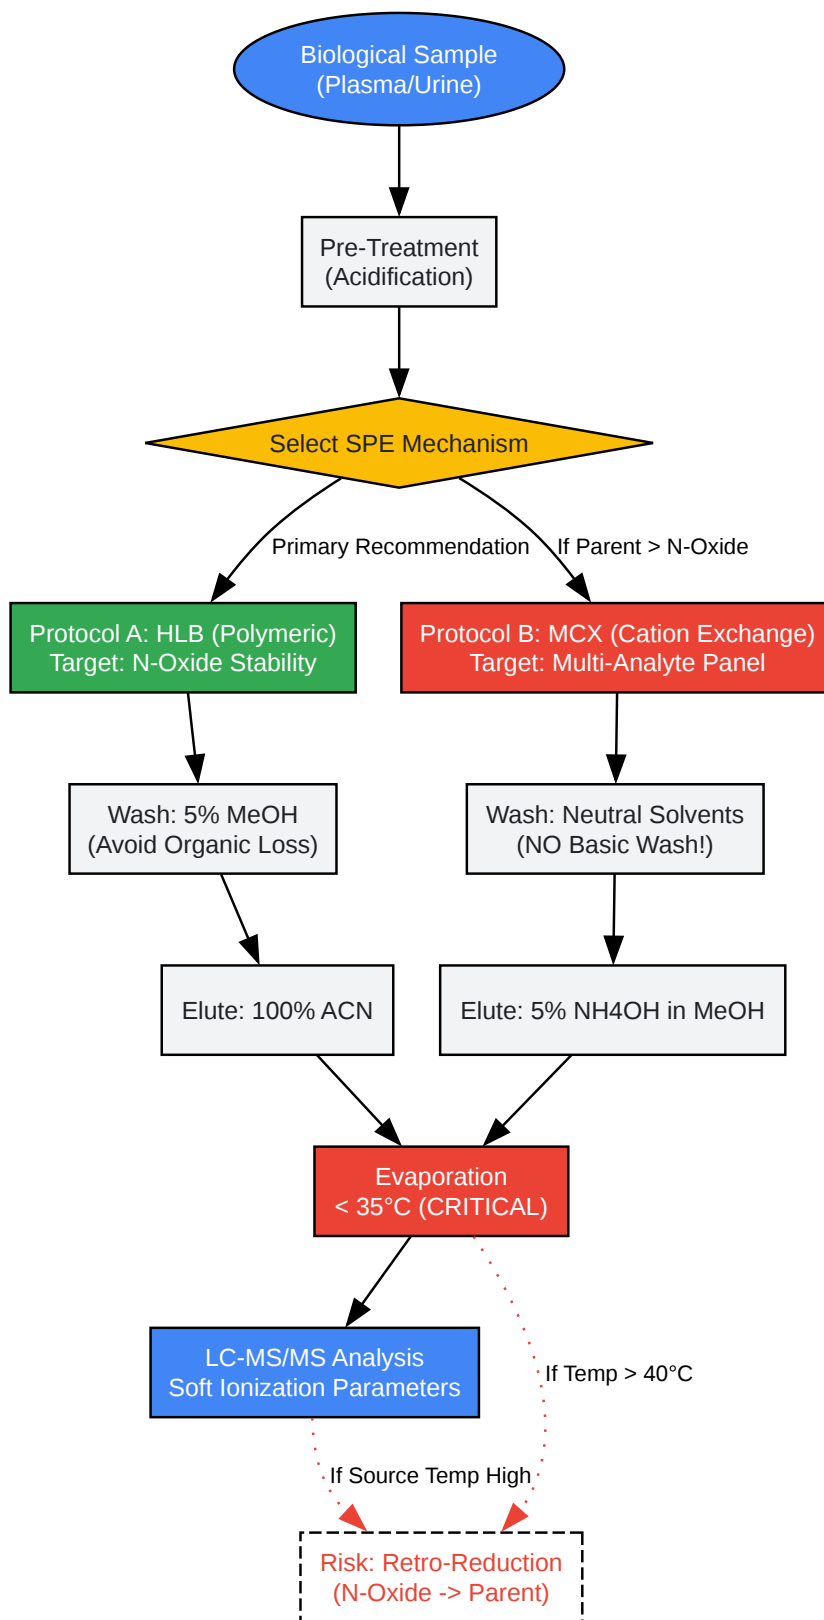 Biological Sample
(Plasma/Urine)
Pre-Treatment
(Acidification)
Select SPE Mechanism
Primary Recommendation
If Parent > N-Oxide
Protocol A: HLB (Polymeric)
Target: N-Oxide Stability
Protocol B: MCX (Cation Exchange)
Target: Multi-Analyte Panel
Wash: 5% MeOH
(Avoid Organic Loss)
Wash: Neutral Solvents
(NO Basic Wash!)
Elute: 100% ACN
Elute: 5% NH4OH in MeOH
Evaporation
< 35°C (CRITICAL)
LC-MS/MS Analysis
Soft Ionization Parameters
If Temp > 40°C
If Source Temp High
Risk: Retro-Reduction
(N-Oxide -> Parent)